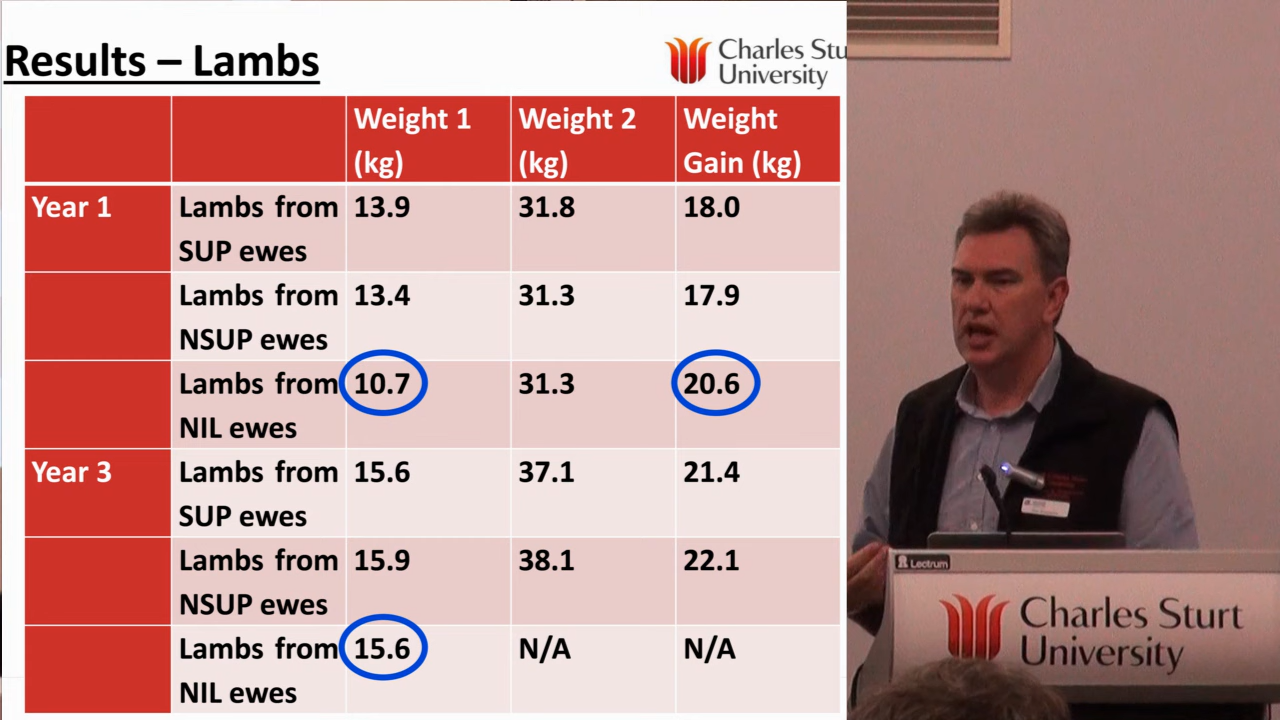 Results – Lambs
Charles Stu
University
Weight 1 (kg)
Weight 2 (kg)
Weight Gain (kg)
Year 1
Lambs from SUP ewes
13.9
31.8
18.0
Lambs from NSUP ewes
13.4
31.3
17.9
Lambs from NIL ewes
10.7
31.3
20.6
Year 3
Lambs from SUP ewes
15.6
37.1
21.4
Lambs from NSUP ewes
15.9
38.1
22.1
Lambs from NIL ewes
15.6
N/A
N/A
Lectrum
Charles Sturt
University